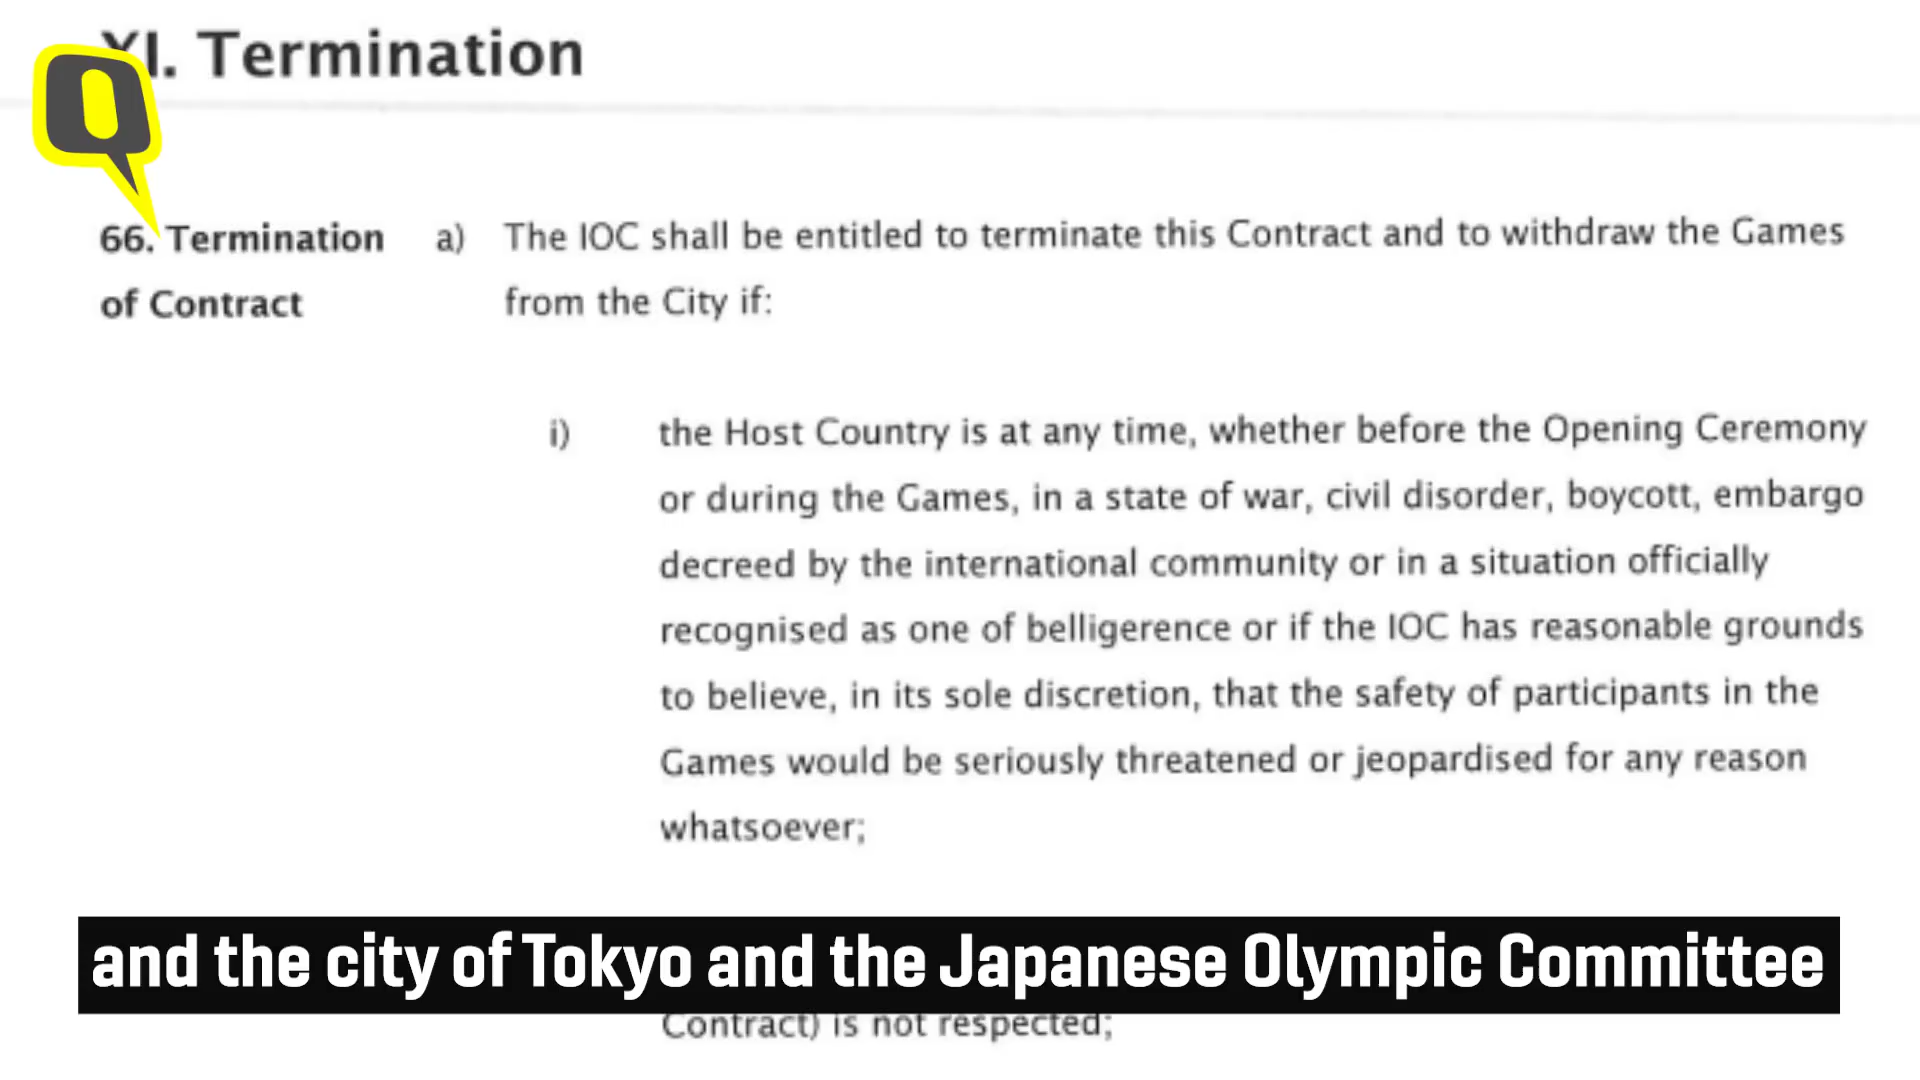 XI. Termination
66. Termination
of Contract
a) The IOC shall be entitled to terminate this Contract and to withdraw the Games
from the City if:
i) the Host Country is at any time, whether before the Opening Ceremony
or during the Games, in a state of war, civil disorder, boycott, embargo
decreed by the international community or in a situation officially
recognised as one of belligerence or if the IOC has reasonable grounds
to believe, in its sole discretion, that the safety of participants in the
Games would be seriously threatened or jeopardised for any reason
whatsoever;
and the city of Tokyo and the Japanese Olympic Committee
Contract) is not respected;